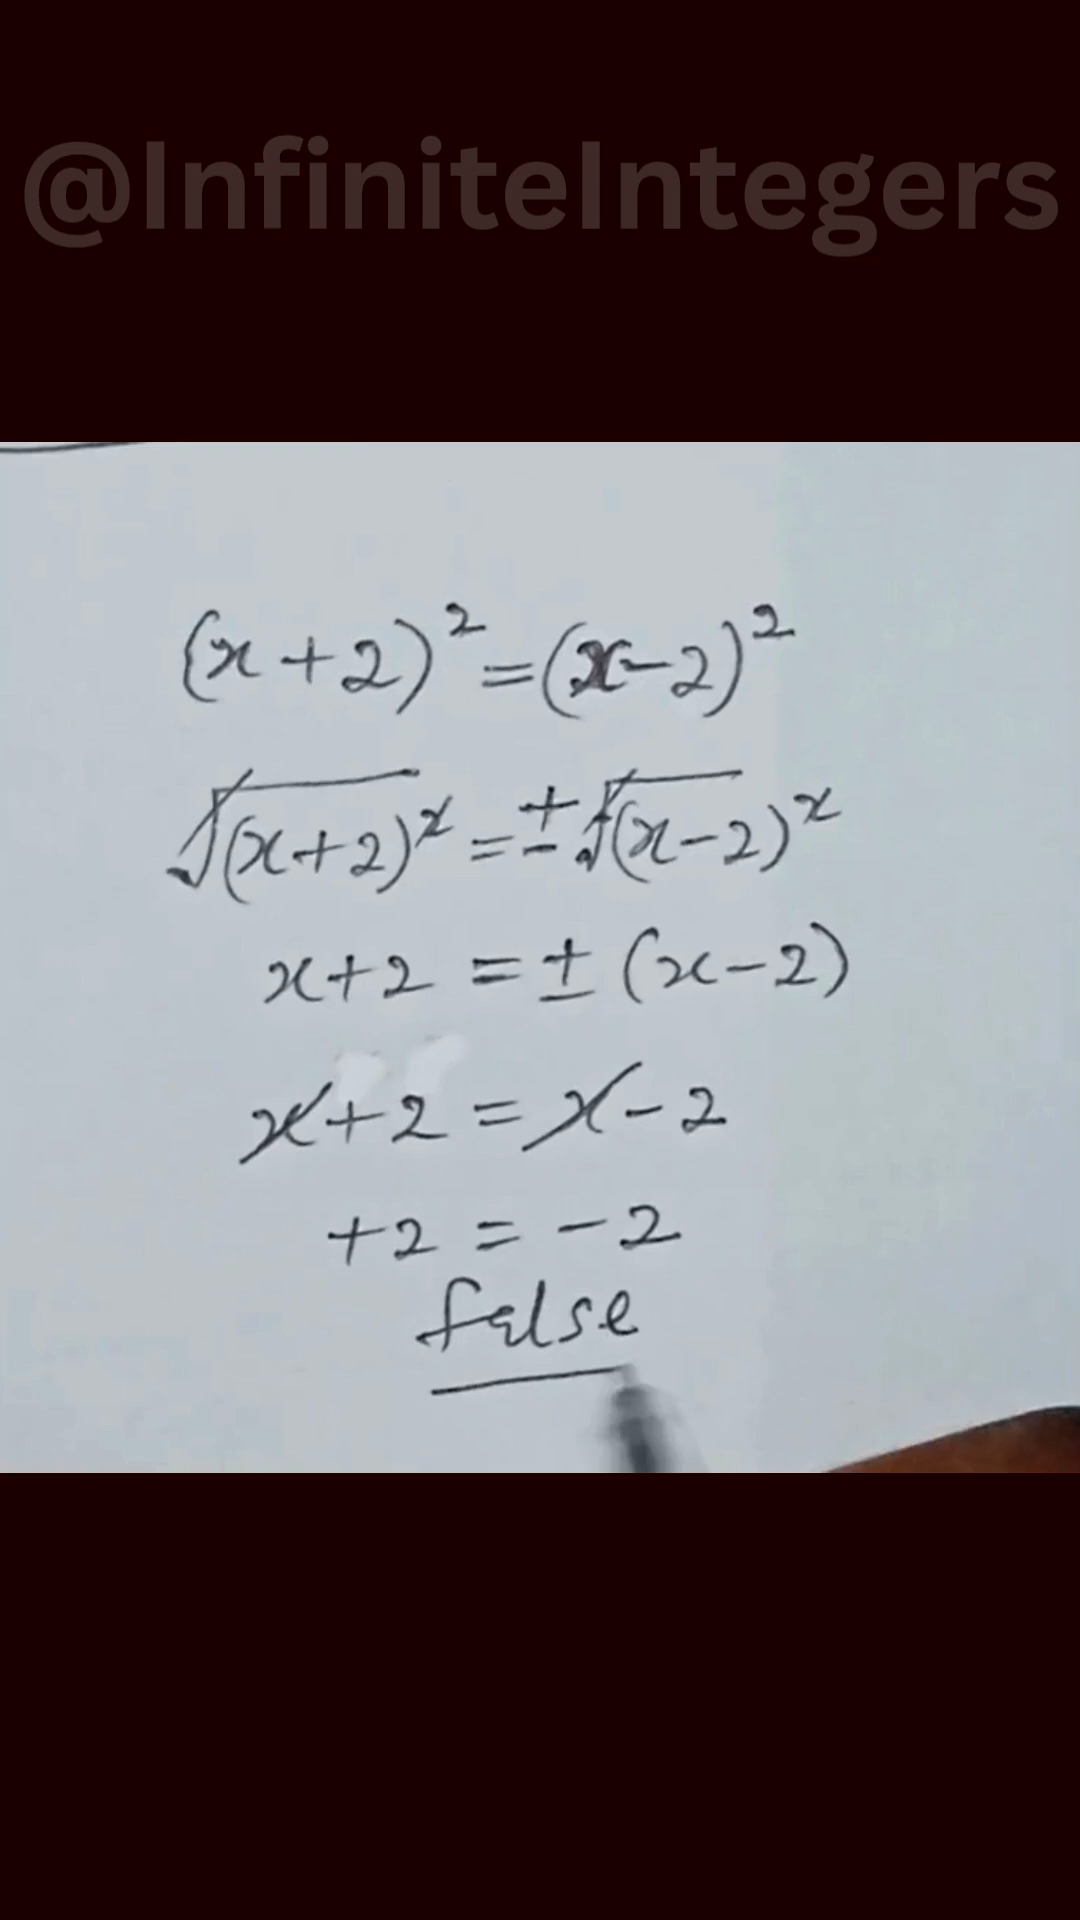 @InfiniteIntegers
(x+2)²=(x-2)²
√(x+2)²=±√(x-2)²
x+2=±(x-2)
x+2=x-2
+2=-2
false